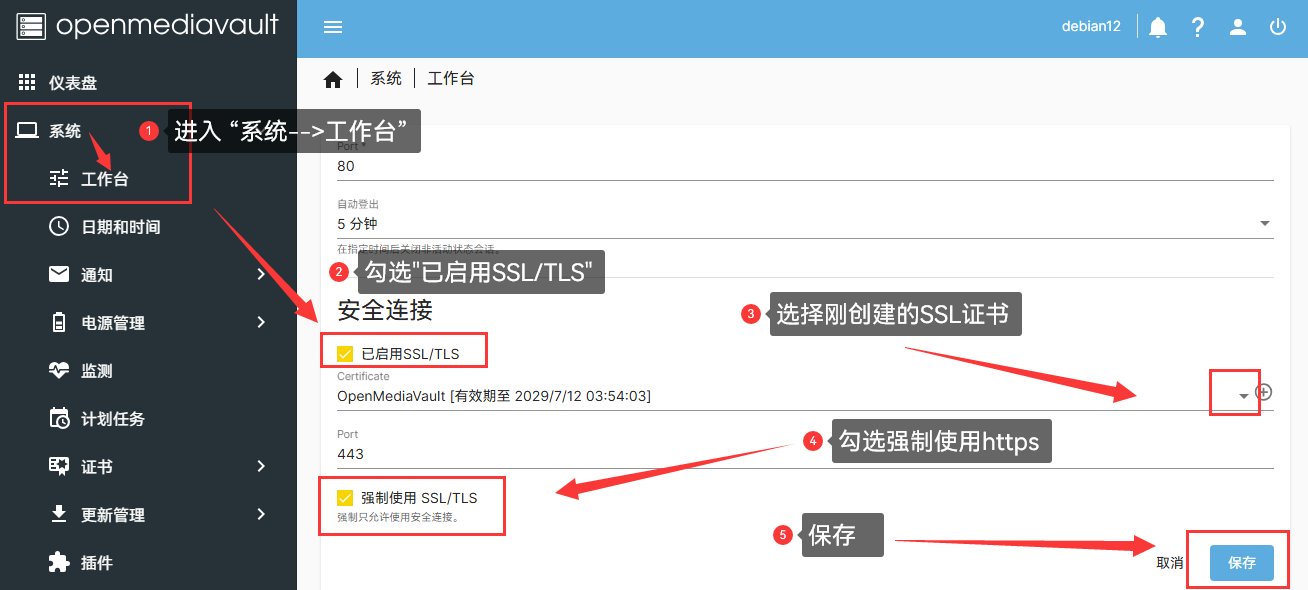 openmediavault
debian12
仪表盘
系统
工作台
系统
1
进入 “系统-->工作台”
工作台
日期和时间
通知
电源管理
监测
计划任务
证书
更新管理
插件
Port *
80
自动登出
5 分钟
在指定时间后关闭非活动状态会话。
2
勾选"已启用SSL/TLS"
安全连接
3
选择刚创建的SSL证书
已启用SSL/TLS
Certificate
OpenMediaVault [有效期至 2029/7/12 03:54:03]
Port
443
4
勾选强制使用https
强制使用 SSL/TLS
强制只允许使用安全连接。
5
保存
取消
保存